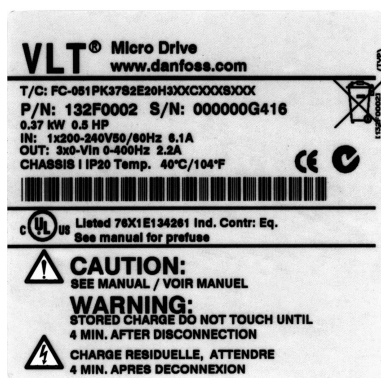 VLT® Micro Drive
www.danfoss.com
T/C: FC-051PK37S2E20H3XXCXXXSXXX
P/N: 132F0002 S/N: 000000G416
0.37 kW 0.5 HP
IN: 1x200-240V50/60Hz 6.1A
OUT: 3x0-Vin 0-400Hz 2.2A
CHASSIS I IP20 Temp. 40°C/104°F
CE
c UL US Listed 76X1E134261 Ind. Contr: Eq.
See manual for prefuse
CAUTION:
SEE MANUAL / VOIR MANUEL
WARNING:
STORED CHARGE DO NOT TOUCH UNTIL
4 MIN. AFTER DISCONNECTION
CHARGE RESIDUELLE, ATTENDRE
4 MIN. APRES DECONNEXION